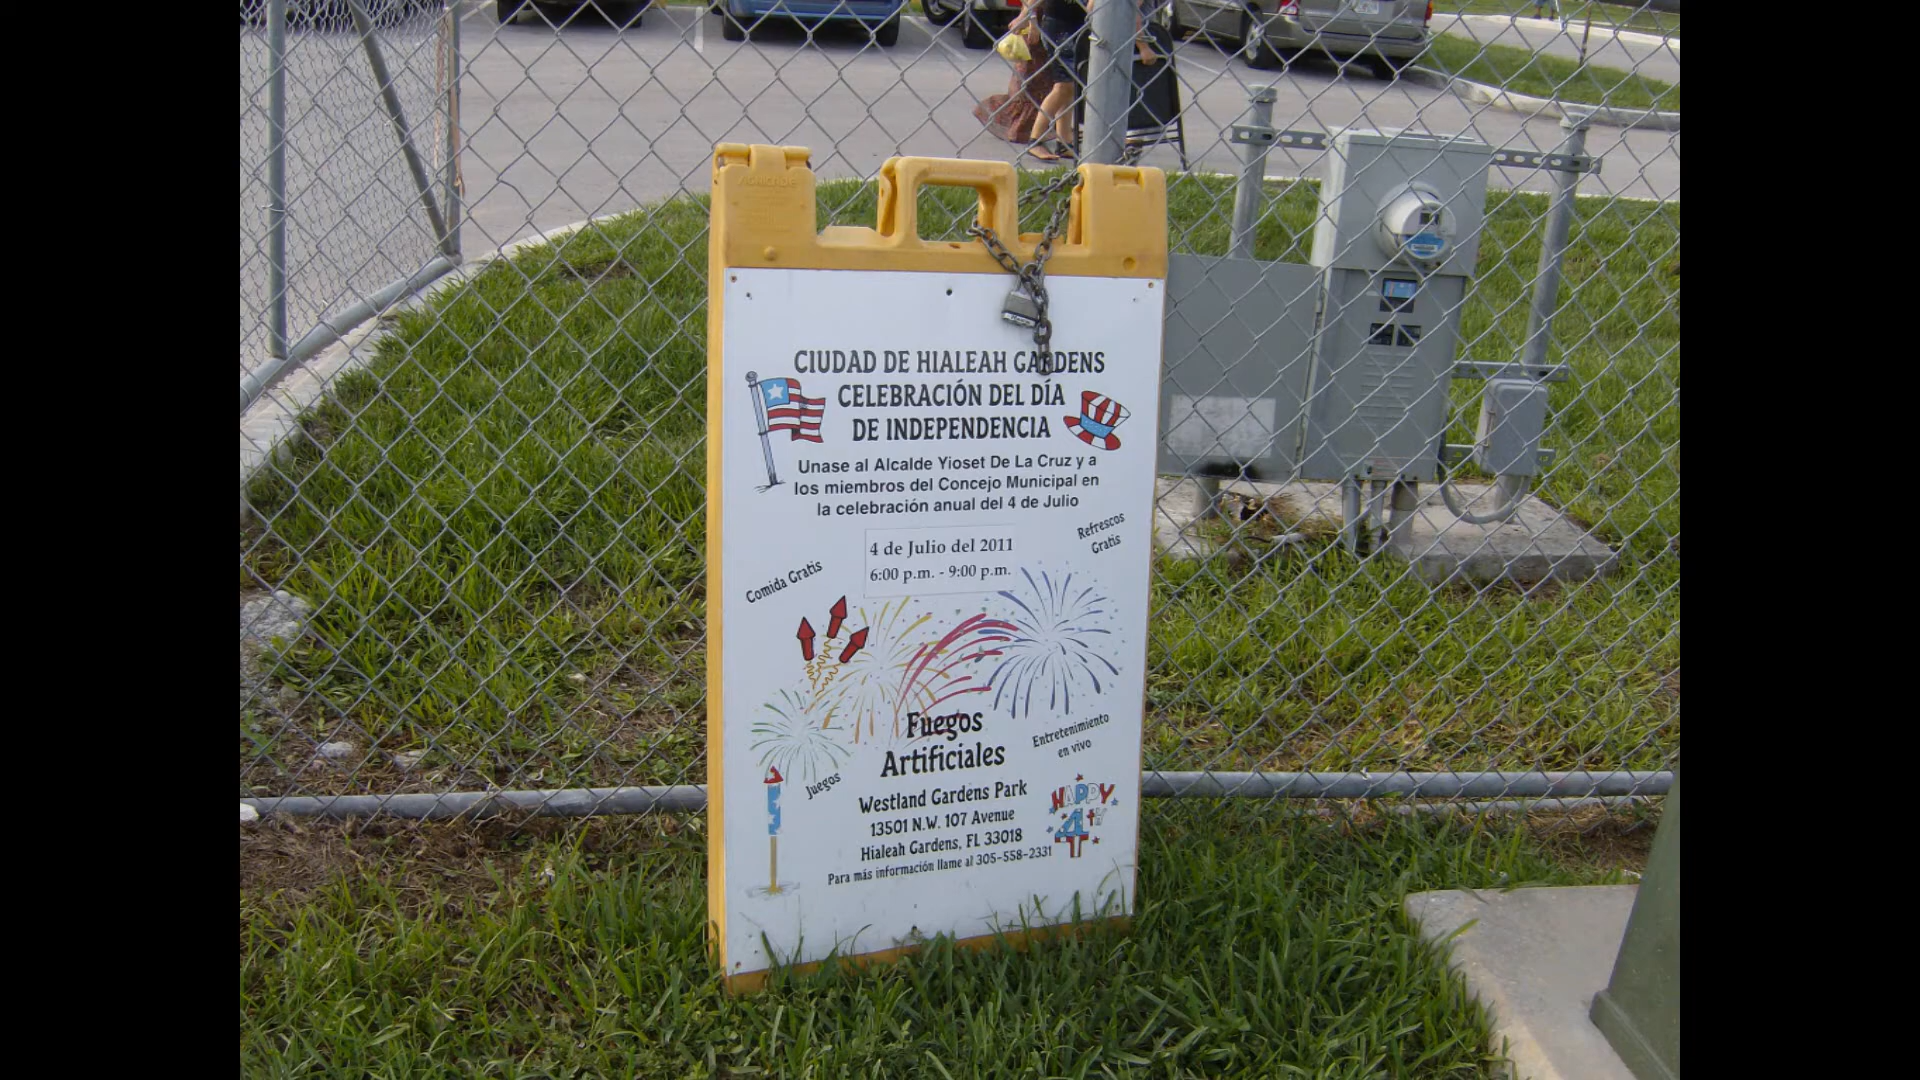 CIUDAD DE HIALEAH GARDENS
CELEBRACIÓN DEL DÍA
DE INDEPENDENCIA
Unase al Alcalde Yioset De La Cruz y a
los miembros del Concejo Municipal en
la celebración anual del 4 de Julio
Refrescos
Gratis
4 de Julio del 2011
6:00 p.m. - 9:00 p.m.
Comida Gratis
Fuegos
Artificiales
Entretenimiento
en vivo
Juegos
Westland Gardens Park
13501 N.W. 107 Avenue
Hialeah Gardens, FL 33018
Para más información llame al 305-558-2331
HAPPY
4th